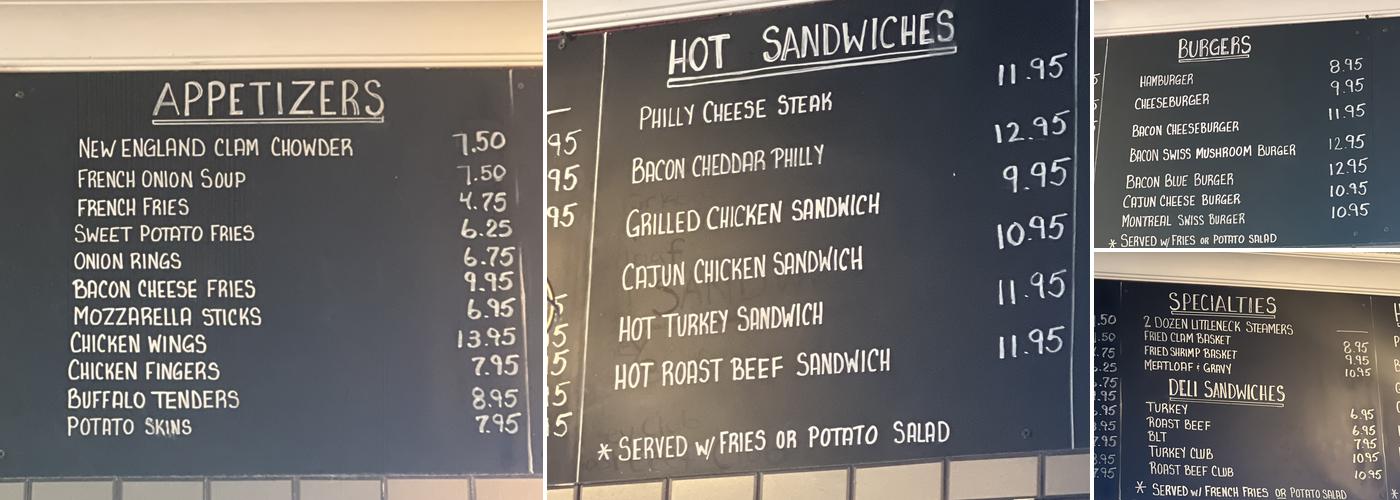 APPETIZERS
NEW ENGLAND CLAM CHOWDER 7.50
FRENCH ONION SOUP 7.50
FRENCH FRIES 4.75
SWEET POTATO FRIES 6.25
ONION RINGS 6.75
BACON CHEESE FRIES 9.95
MOZZARELLA STICKS 6.95
CHICKEN WINGS 13.95
CHICKEN FINGERS 7.95
BUFFALO TENDERS 8.95
POTATO SKINS 7.95
HOT SANDWICHES
PHILLY CHEESE STEAK 11.95
BACON CHEDDAR PHILLY 12.95
GRILLED CHICKEN SANDWICH 9.95
CAJUN CHICKEN SANDWICH 10.95
HOT TURKEY SANDWICH 11.95
HOT ROAST BEEF SANDWICH 11.95
* SERVED w/ FRIES OR POTATO SALAD
BURGERS
HAMBURGER 8.95
CHEESEBURGER 9.95
BACON CHEESEBURGER 11.95
BACON SWISS MUSHROOM BURGER 12.95
BACON BLUE BURGER 12.95
CAJUN CHEESE BURGER 10.95
MONTREAL SWISS BURGER 10.95
* SERVED w/ FRIES OR POTATO SALAD
SPECIALTIES
2 DOZEN LITTLENECK STEAMERS
FRIED CLAM BASKET 8.95
FRIED SHRIMP BASKET 9.95
MEATLOAF & GRAVY 10.95
DELI SANDWICHES
TURKEY 6.95
ROAST BEEF 6.95
BLT 7.95
TURKEY CLUB 10.95
ROAST BEEF CLUB 10.95
* SERVED w/ FRENCH FRIES OR POTATO SALAD